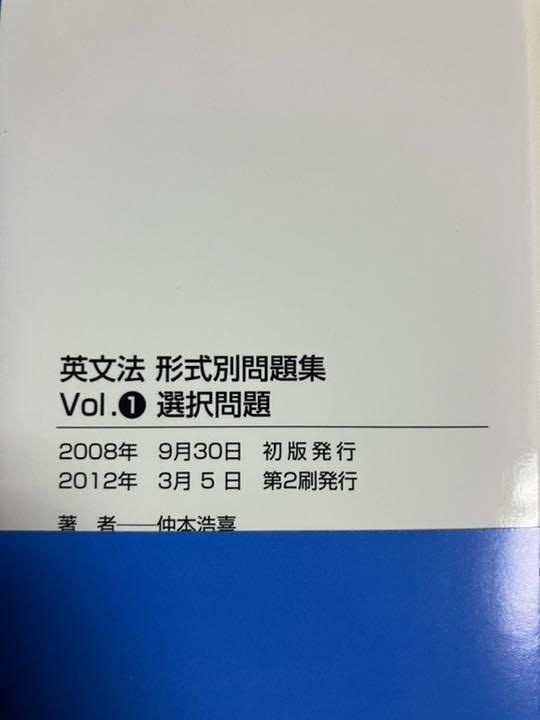 英文法 形式別問題集
Vol.❶ 選択問題
2008年 9月30日 初版発行
2012年 3月 5 日 第2刷発行
著 者──仲本浩喜